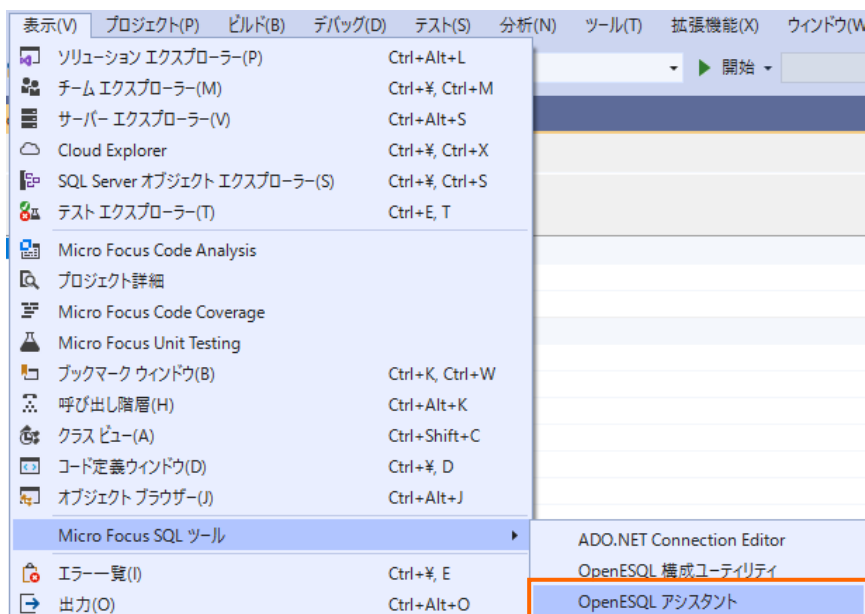 表示(V) プロジェクト(P) ビルド(B) デバッグ(D) テスト(S) 分析(N) ツール(T) 拡張機能(X) ウィンドウ(W
開始
ソリューション エクスプローラー(P) Ctrl+Alt+L
チーム エクスプローラー(M) Ctrl+¥, Ctrl+M
サーバー エクスプローラー(V) Ctrl+Alt+S
Cloud Explorer Ctrl+¥, Ctrl+X
SQL Server オブジェクト エクスプローラー(S) Ctrl+¥, Ctrl+S
テスト エクスプローラー(T) Ctrl+E, T
Micro Focus Code Analysis
プロジェクト詳細
Micro Focus Code Coverage
Micro Focus Unit Testing
ブックマーク ウィンドウ(B) Ctrl+K, Ctrl+W
呼び出し階層(H) Ctrl+Alt+K
クラス ビュー(A) Ctrl+Shift+C
コード定義ウィンドウ(D) Ctrl+¥, D
オブジェクト ブラウザー(J) Ctrl+Alt+J
Micro Focus SQL ツール
ADO.NET Connection Editor
エラー一覧(I) Ctrl+¥, E
OpenESQL 構成ユーティリティ
出力(O) Ctrl+Alt+O
OpenESQL アシスタント